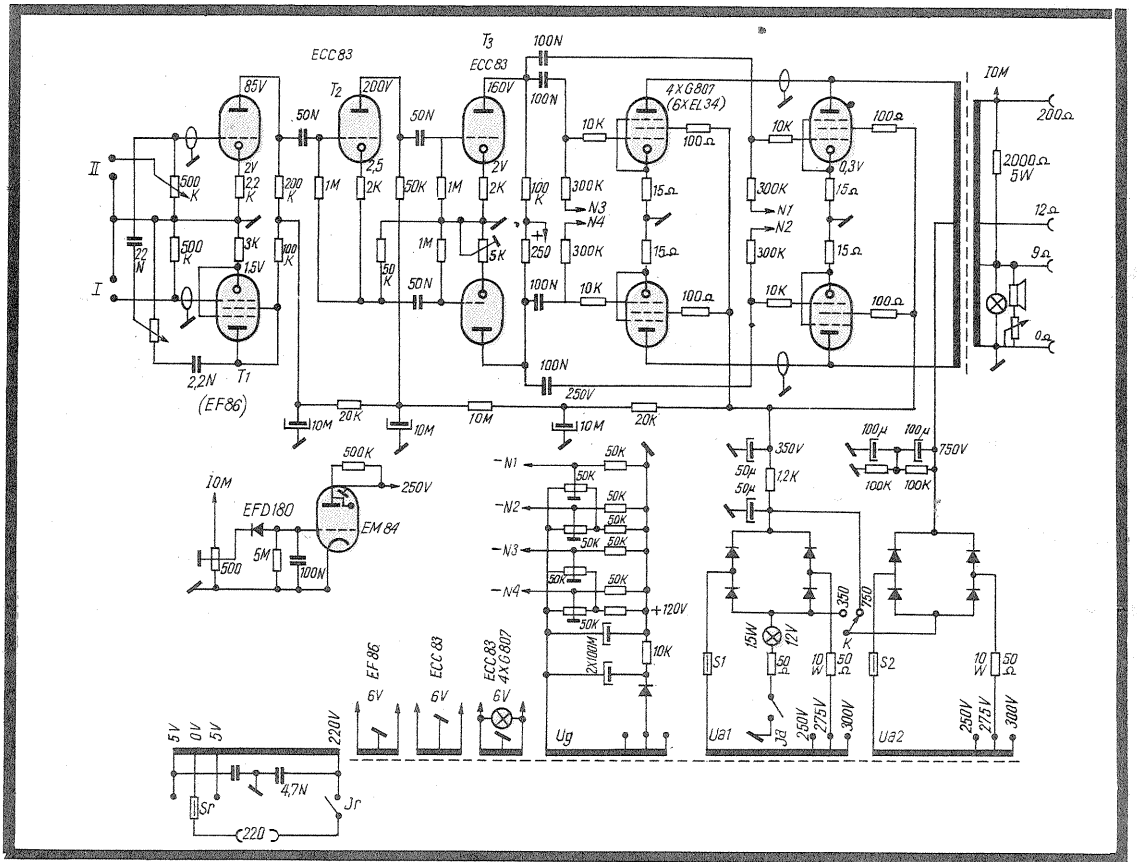 ECC83
T3
ECC83
100N
100N
10M
85V
T2
200V
160V
4XG807
(6XEL34)
200Ω
50N
50N
10K
100Ω
10K
100Ω
2000Ω
5W
II
2V
2,5
2V
0,3V
500
K
2,2
K
200
K
1M
2K
50K
1M
2K
100
K
300K
15Ω
300K
15Ω
12Ω
N3
N4
N1
N2
22
N
500
K
3K
100
K
50
K
1M
5K
+
250
300K
15Ω
300K
15Ω
9Ω
I
1,5V
50N
100N
10K
100Ω
10K
100Ω
0Ω
2,2N
T1
(EF86)
100N
250V
20K
10M
20K
10M
10M
10M
350V
100μ
100μ
750V
50μ
1,2K
100K
100K
50μ
500K
10M
250V
EFD180
EM84
5M
100N
500
-N1
50K
50K
-N2
50K
50K
50K
-N3
50K
50K
-N4
50K
+120V
50K
2X100M
10K
350
750
K
15W
12V
50
Ω
10
W
50
Ω
10
W
50
Ω
S1
S2
EF86
6V
ECC83
6V
ECC83
4XG807
6V
Ug
Ua1
Ja
250V
275V
300V
Ua2
250V
275V
300V
5V
0V
5V
220V
4,7N
Sr
Jr
220